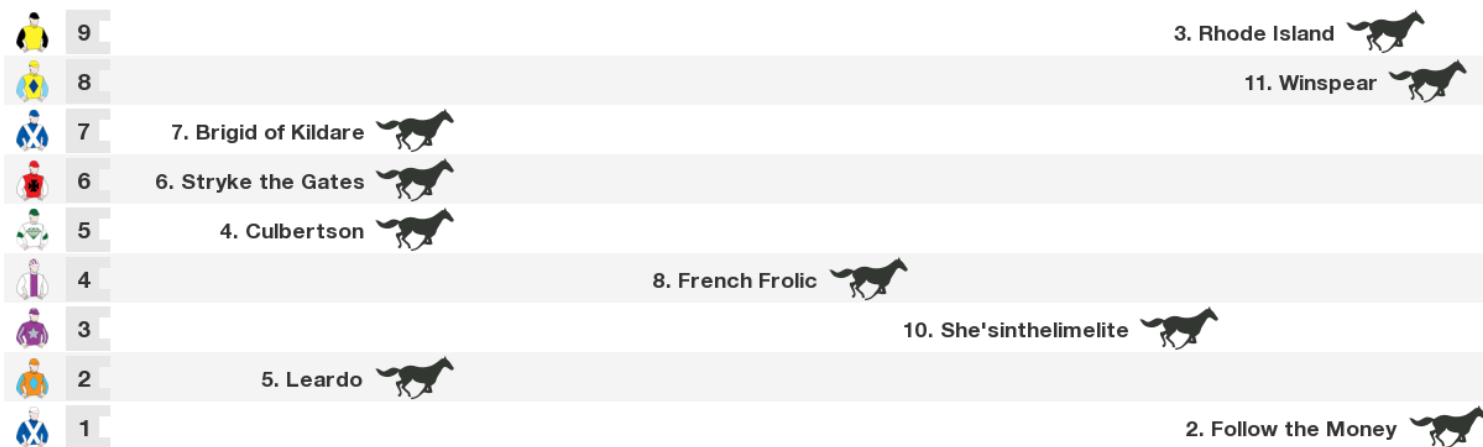 9 3. Rhode Island
8 11. Winspear
7 7. Brigid of Kildare
6 6. Stryke the Gates
5 4. Culbertson
4 8. French Frolic
3 10. She'sinthelimelite
2 5. Leardo
1 2. Follow the Money